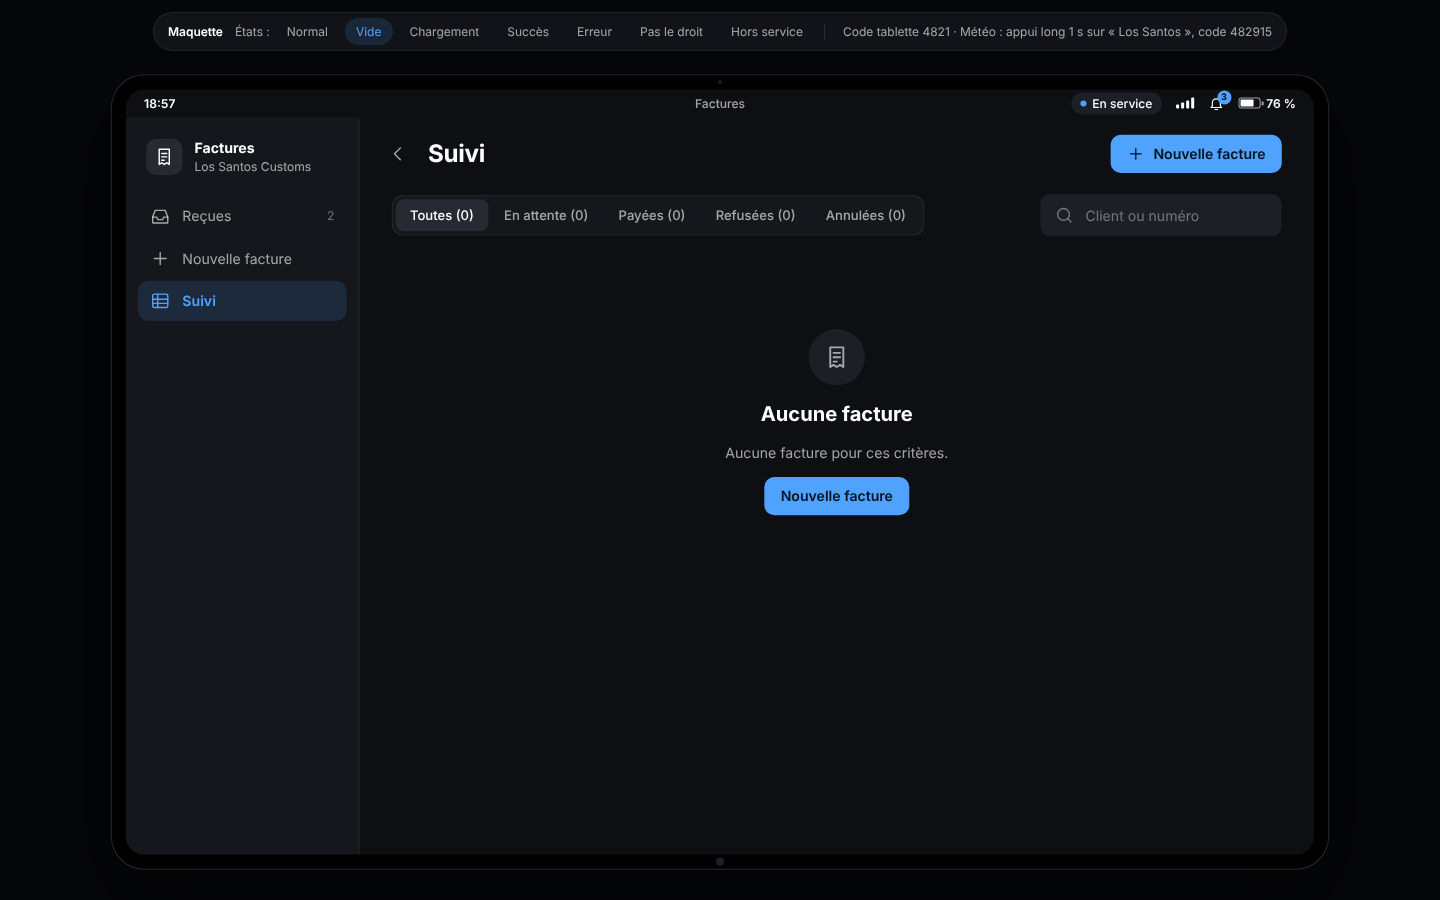 Maquette États : Normal Vide Chargement Succès Erreur Pas le droit Hors service Code tablette 4821 · Météo : appui long 1 s sur « Los Santos », code 482915
18:57 Factures En service 3 76 %
Factures
Los Santos Customs
Suivi
Nouvelle facture
Reçues 2
Nouvelle facture
Suivi
Toutes (0) En attente (0) Payées (0) Refusées (0) Annulées (0) Client ou numéro
Aucune facture
Aucune facture pour ces critères.
Nouvelle facture